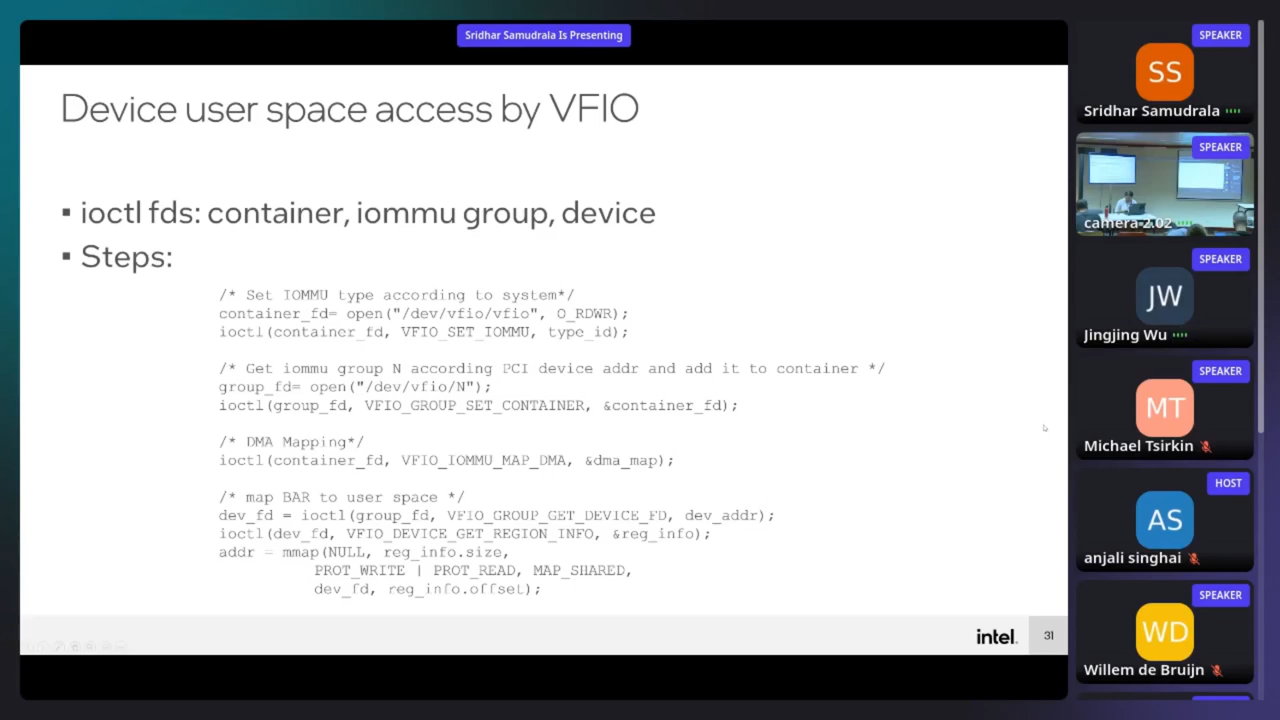 Sridhar Samudrala Is Presenting
Device user space access by VFIO
▪ ioctl fds: container, iommu group, device
▪ Steps:
/* Set IOMMU type according to system*/
container_fd= open("/dev/vfio/vfio", O_RDWR);
ioctl(container_fd, VFIO_SET_IOMMU, type_id);
/* Get iommu group N according PCI device addr and add it to container */
group_fd= open("/dev/vfio/N");
ioctl(group_fd, VFIO_GROUP_SET_CONTAINER, &container_fd);
/* DMA Mapping*/
ioctl(container_fd, VFIO_IOMMU_MAP_DMA, &dma_map);
/* map BAR to user space */
dev_fd = ioctl(group_fd, VFIO_GROUP_GET_DEVICE_FD, dev_addr);
ioctl(dev_fd, VFIO_DEVICE_GET_REGION_INFO, &reg_info);
addr = mmap(NULL, reg_info.size,
PROT_WRITE | PROT_READ, MAP_SHARED,
dev_fd, reg_info.offset);
intel.
31
SPEAKER
SS
Sridhar Samudrala
SPEAKER
camera-2.02
SPEAKER
JW
Jingjing Wu
SPEAKER
MT
Michael Tsirkin
HOST
AS
anjali singhai
SPEAKER
WD
Willem de Bruijn